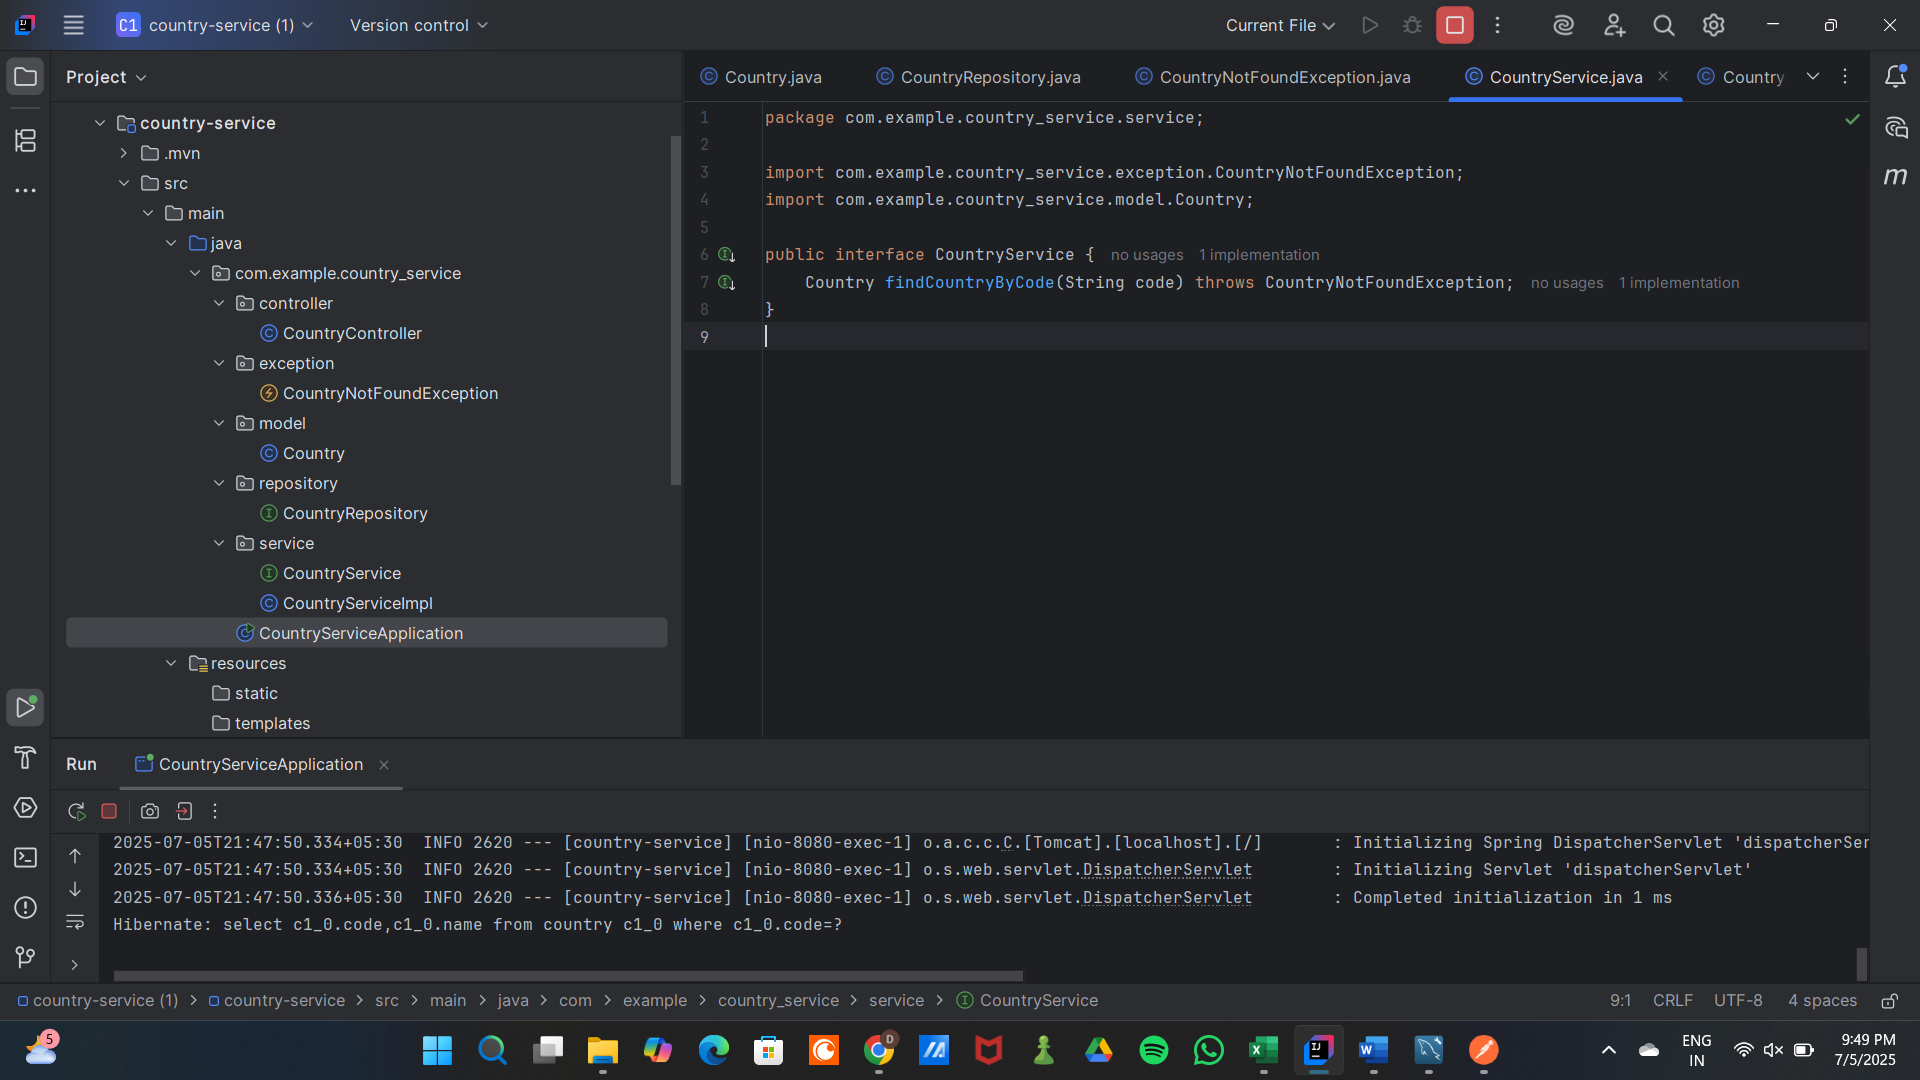 C1 country-service (1) Version control Current File
Project
Country.java CountryRepository.java CountryNotFoundException.java CountryService.java Country
country-service
.mvn
src
main
java
com.example.country_service
controller
CountryController
exception
CountryNotFoundException
model
Country
repository
CountryRepository
service
CountryService
CountryServiceImpl
CountryServiceApplication
resources
static
templates
1 package com.example.country_service.service;
2
3 import com.example.country_service.exception.CountryNotFoundException;
4 import com.example.country_service.model.Country;
5
6 public interface CountryService { no usages 1 implementation
7 Country findCountryByCode(String code) throws CountryNotFoundException; no usages 1 implementation
8 }
9
m
Run CountryServiceApplication
2025-07-05T21:47:50.334+05:30 INFO 2620 --- [country-service] [nio-8080-exec-1] o.a.c.c.C.[Tomcat].[localhost].[/] : Initializing Spring DispatcherServlet 'dispatcherSer
2025-07-05T21:47:50.334+05:30 INFO 2620 --- [country-service] [nio-8080-exec-1] o.s.web.servlet.DispatcherServlet : Initializing Servlet 'dispatcherServlet'
2025-07-05T21:47:50.336+05:30 INFO 2620 --- [country-service] [nio-8080-exec-1] o.s.web.servlet.DispatcherServlet : Completed initialization in 1 ms
Hibernate: select c1_0.code,c1_0.name from country c1_0 where c1_0.code=?
country-service (1) > country-service > src > main > java > com > example > country_service > service > CountryService 9:1 CRLF UTF-8 4 spaces
5 D ENG 9:49 PM
IN 7/5/2025